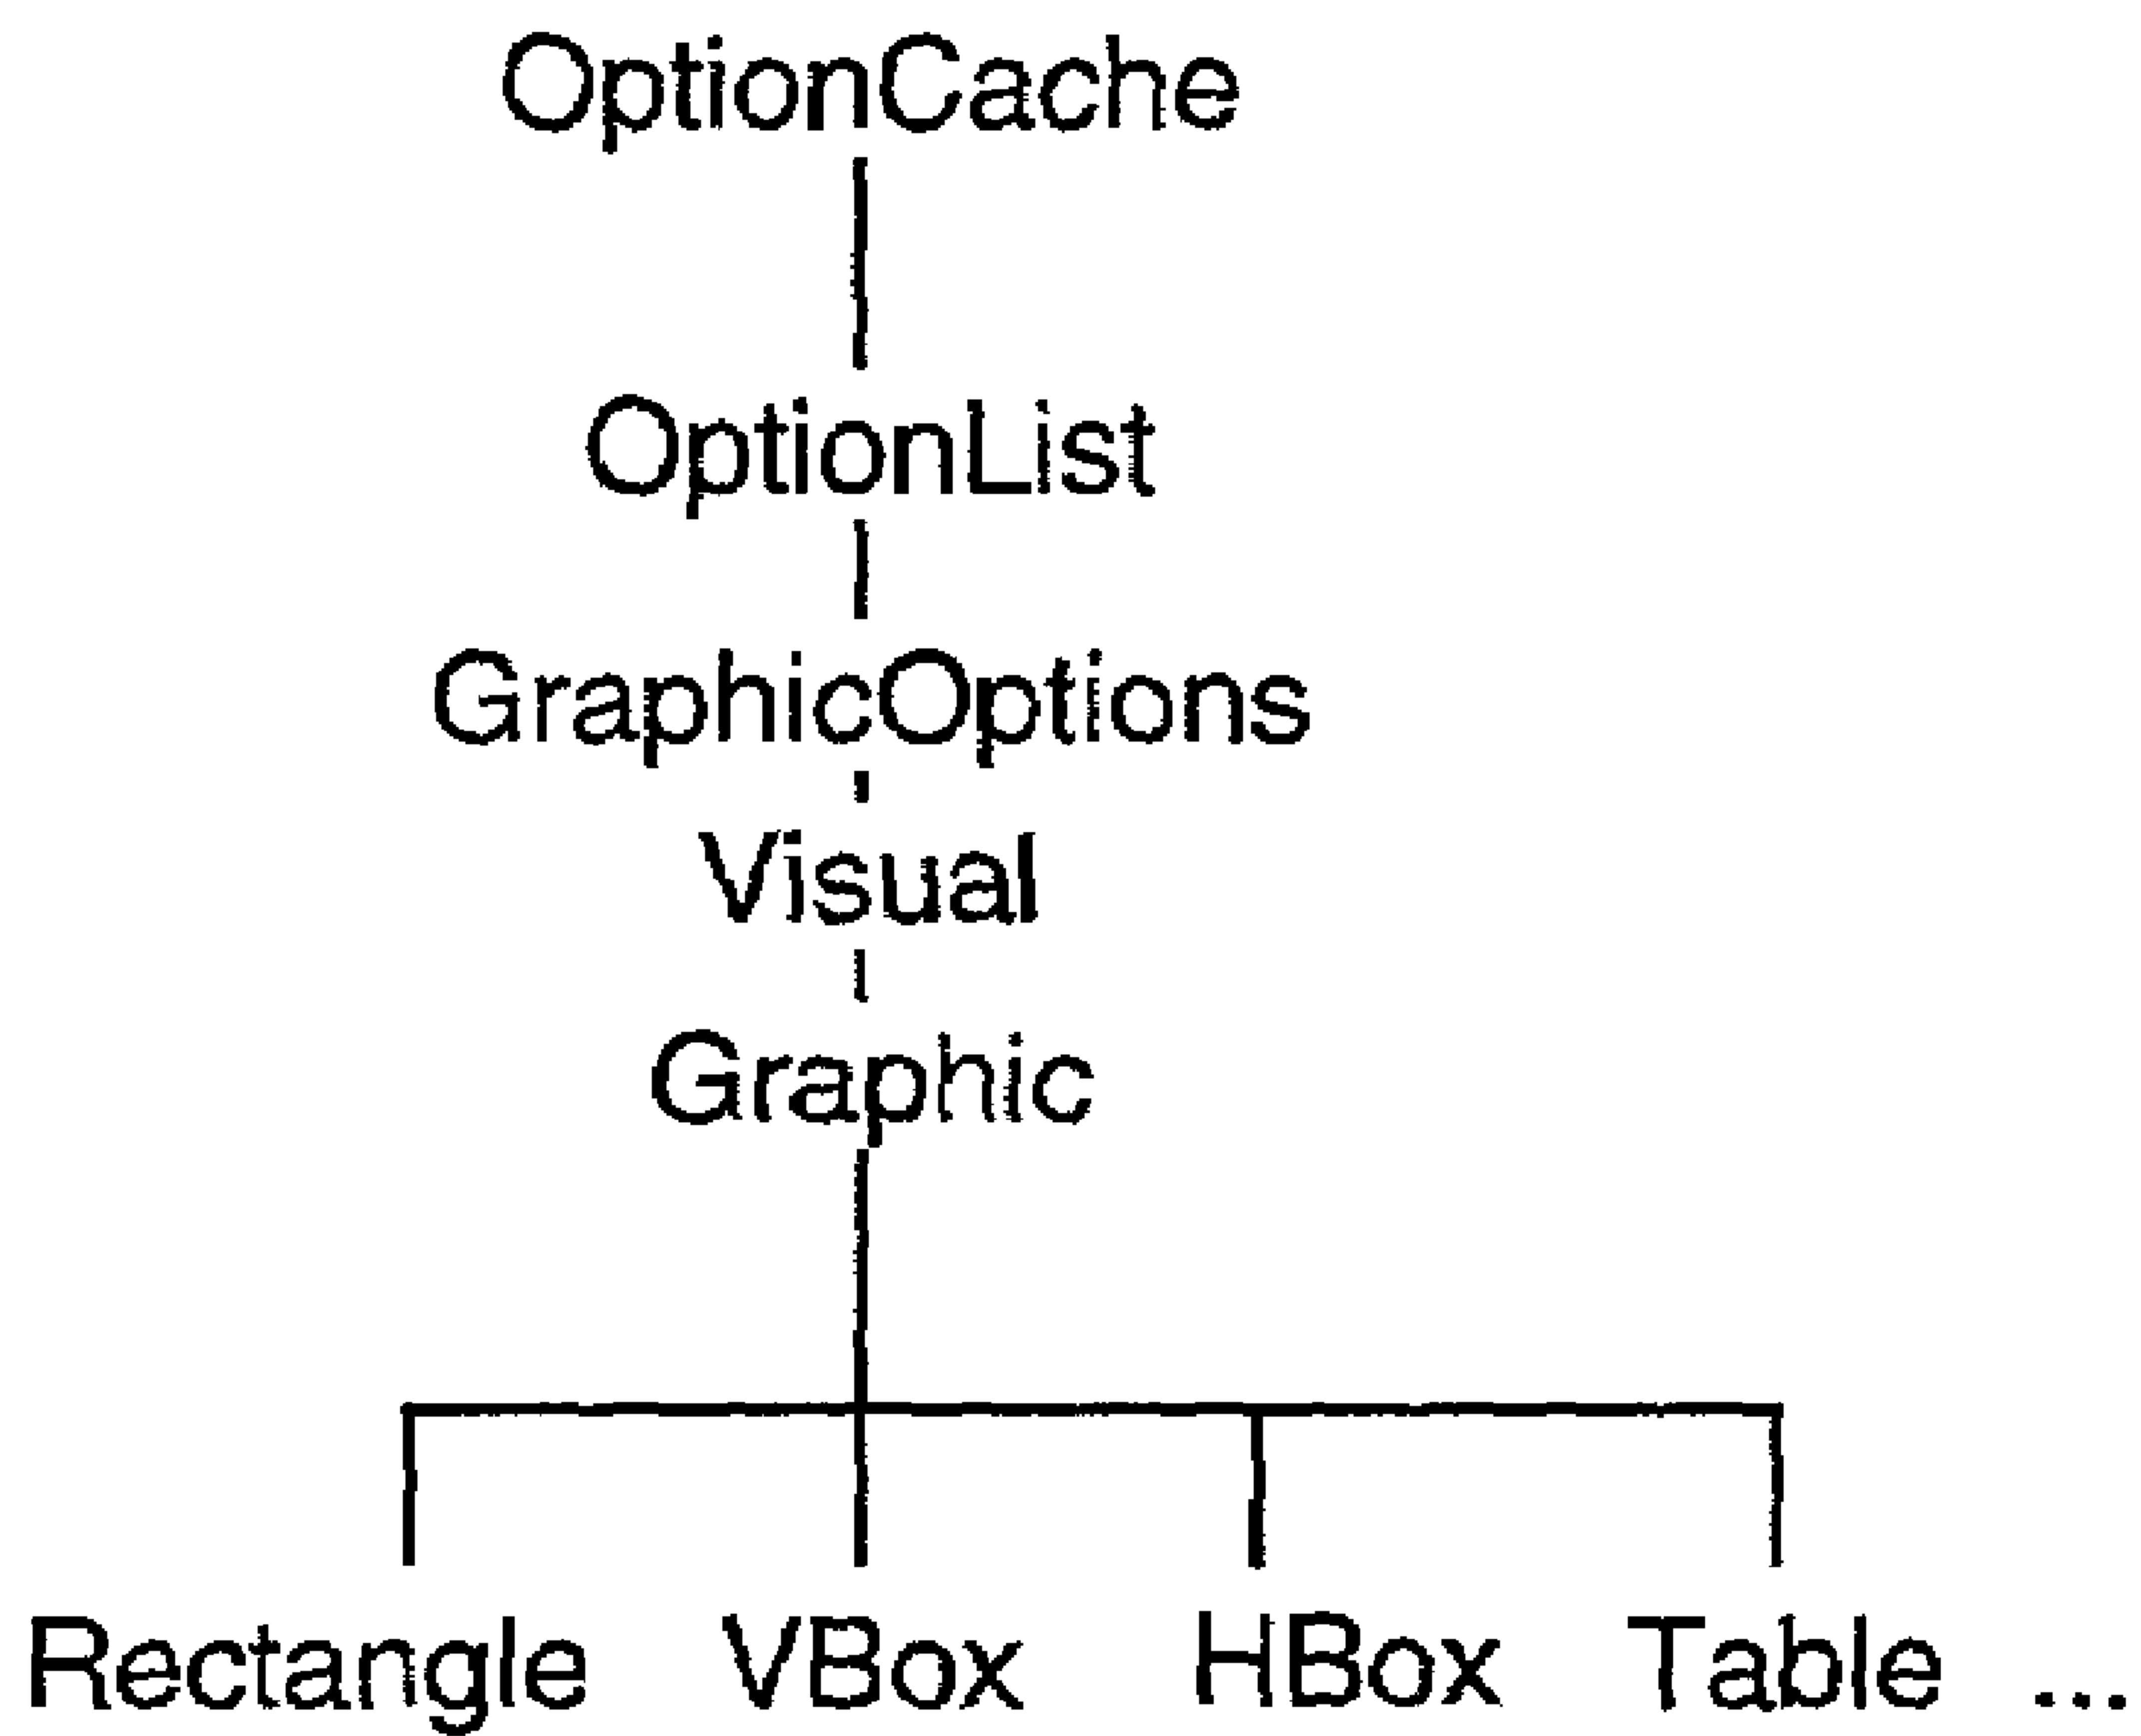 OptionCache
OptionList
GraphicOptions
Visual
Graphic
Rectangle VBox HBox Table ...